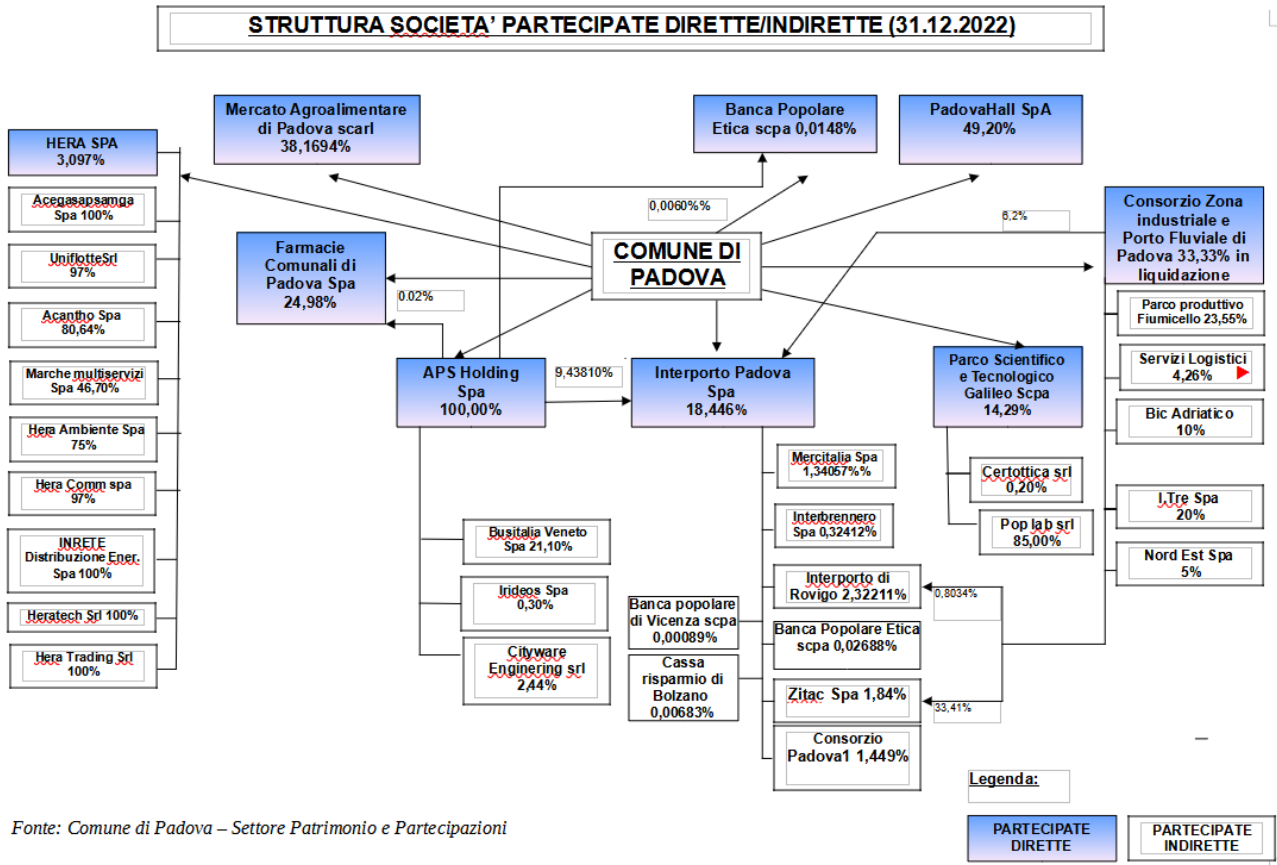 STRUTTURA SOCIETA’ PARTECIPATE DIRETTE/INDIRETTE (31.12.2022)
HERA SPA
3,097%
Acegasapsamga
Spa 100%
UniflotteSrl
97%
Acantho Spa
80,64%
Marche multiservizi
Spa 46,70%
Hera Ambiente Spa
75%
Hera Comm spa
97%
INRETE
Distribuzione Ener.
Spa 100%
Heratech Srl 100%
Hera Trading Srl
100%
Mercato Agroalimentare
di Padova scarl
38,1694%
Banca Popolare
Etica scpa 0,0148%
PadovaHall SpA
49,20%
0,0060%%
6,2%
COMUNE DI
PADOVA
Farmacie
Comunali di
Padova Spa
24,98%
0.02%
Consorzio Zona
industriale e
Porto Fluviale di
Padova 33,33% in
liquidazione
Parco produttivo
Fiumicello 23,55%
Servizi Logistici
4,26%
Bic Adriatico
10%
I.Tre Spa
20%
Nord Est Spa
5%
APS Holding
Spa
100,00%
9,43810%
Interporto Padova
Spa
18,446%
Parco Scientifico
e Tecnologico
Galileo Scpa
14,29%
Busitalia Veneto
Spa 21,10%
Irideos Spa
0,30%
Cityware
Enginering srl
2,44%
Mercitalia Spa
1,34057%%
Interbrennero
Spa 0,32412%
Interporto di
Rovigo 2,32211%
0,8034%
Banca popolare
di Vicenza scpa
0,00089%
Banca Popolare Etica
scpa 0,02688%
Cassa
risparmio di
Bolzano
0,00683%
Zitac Spa 1,84%
33,41%
Consorzio
Padova1 1,449%
Certottica srl
0,20%
Pop lab srl
85,00%
Legenda:
PARTECIPATE
DIRETTE
PARTECIPATE
INDIRETTE
Fonte: Comune di Padova – Settore Patrimonio e Partecipazioni